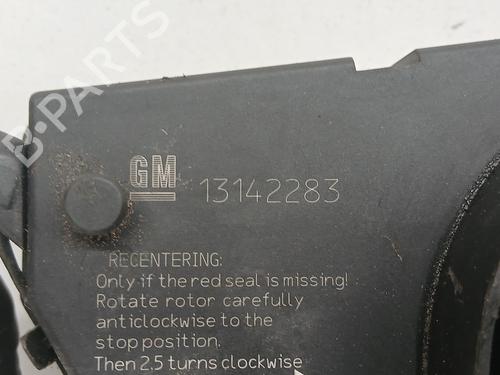 B-PARTS
GM 13142283
RECENTERING:
Only if the red seal is missing!
Rotate rotor carefully
anticlockwise to the
stop position.
Then 2.5 turns clockwise